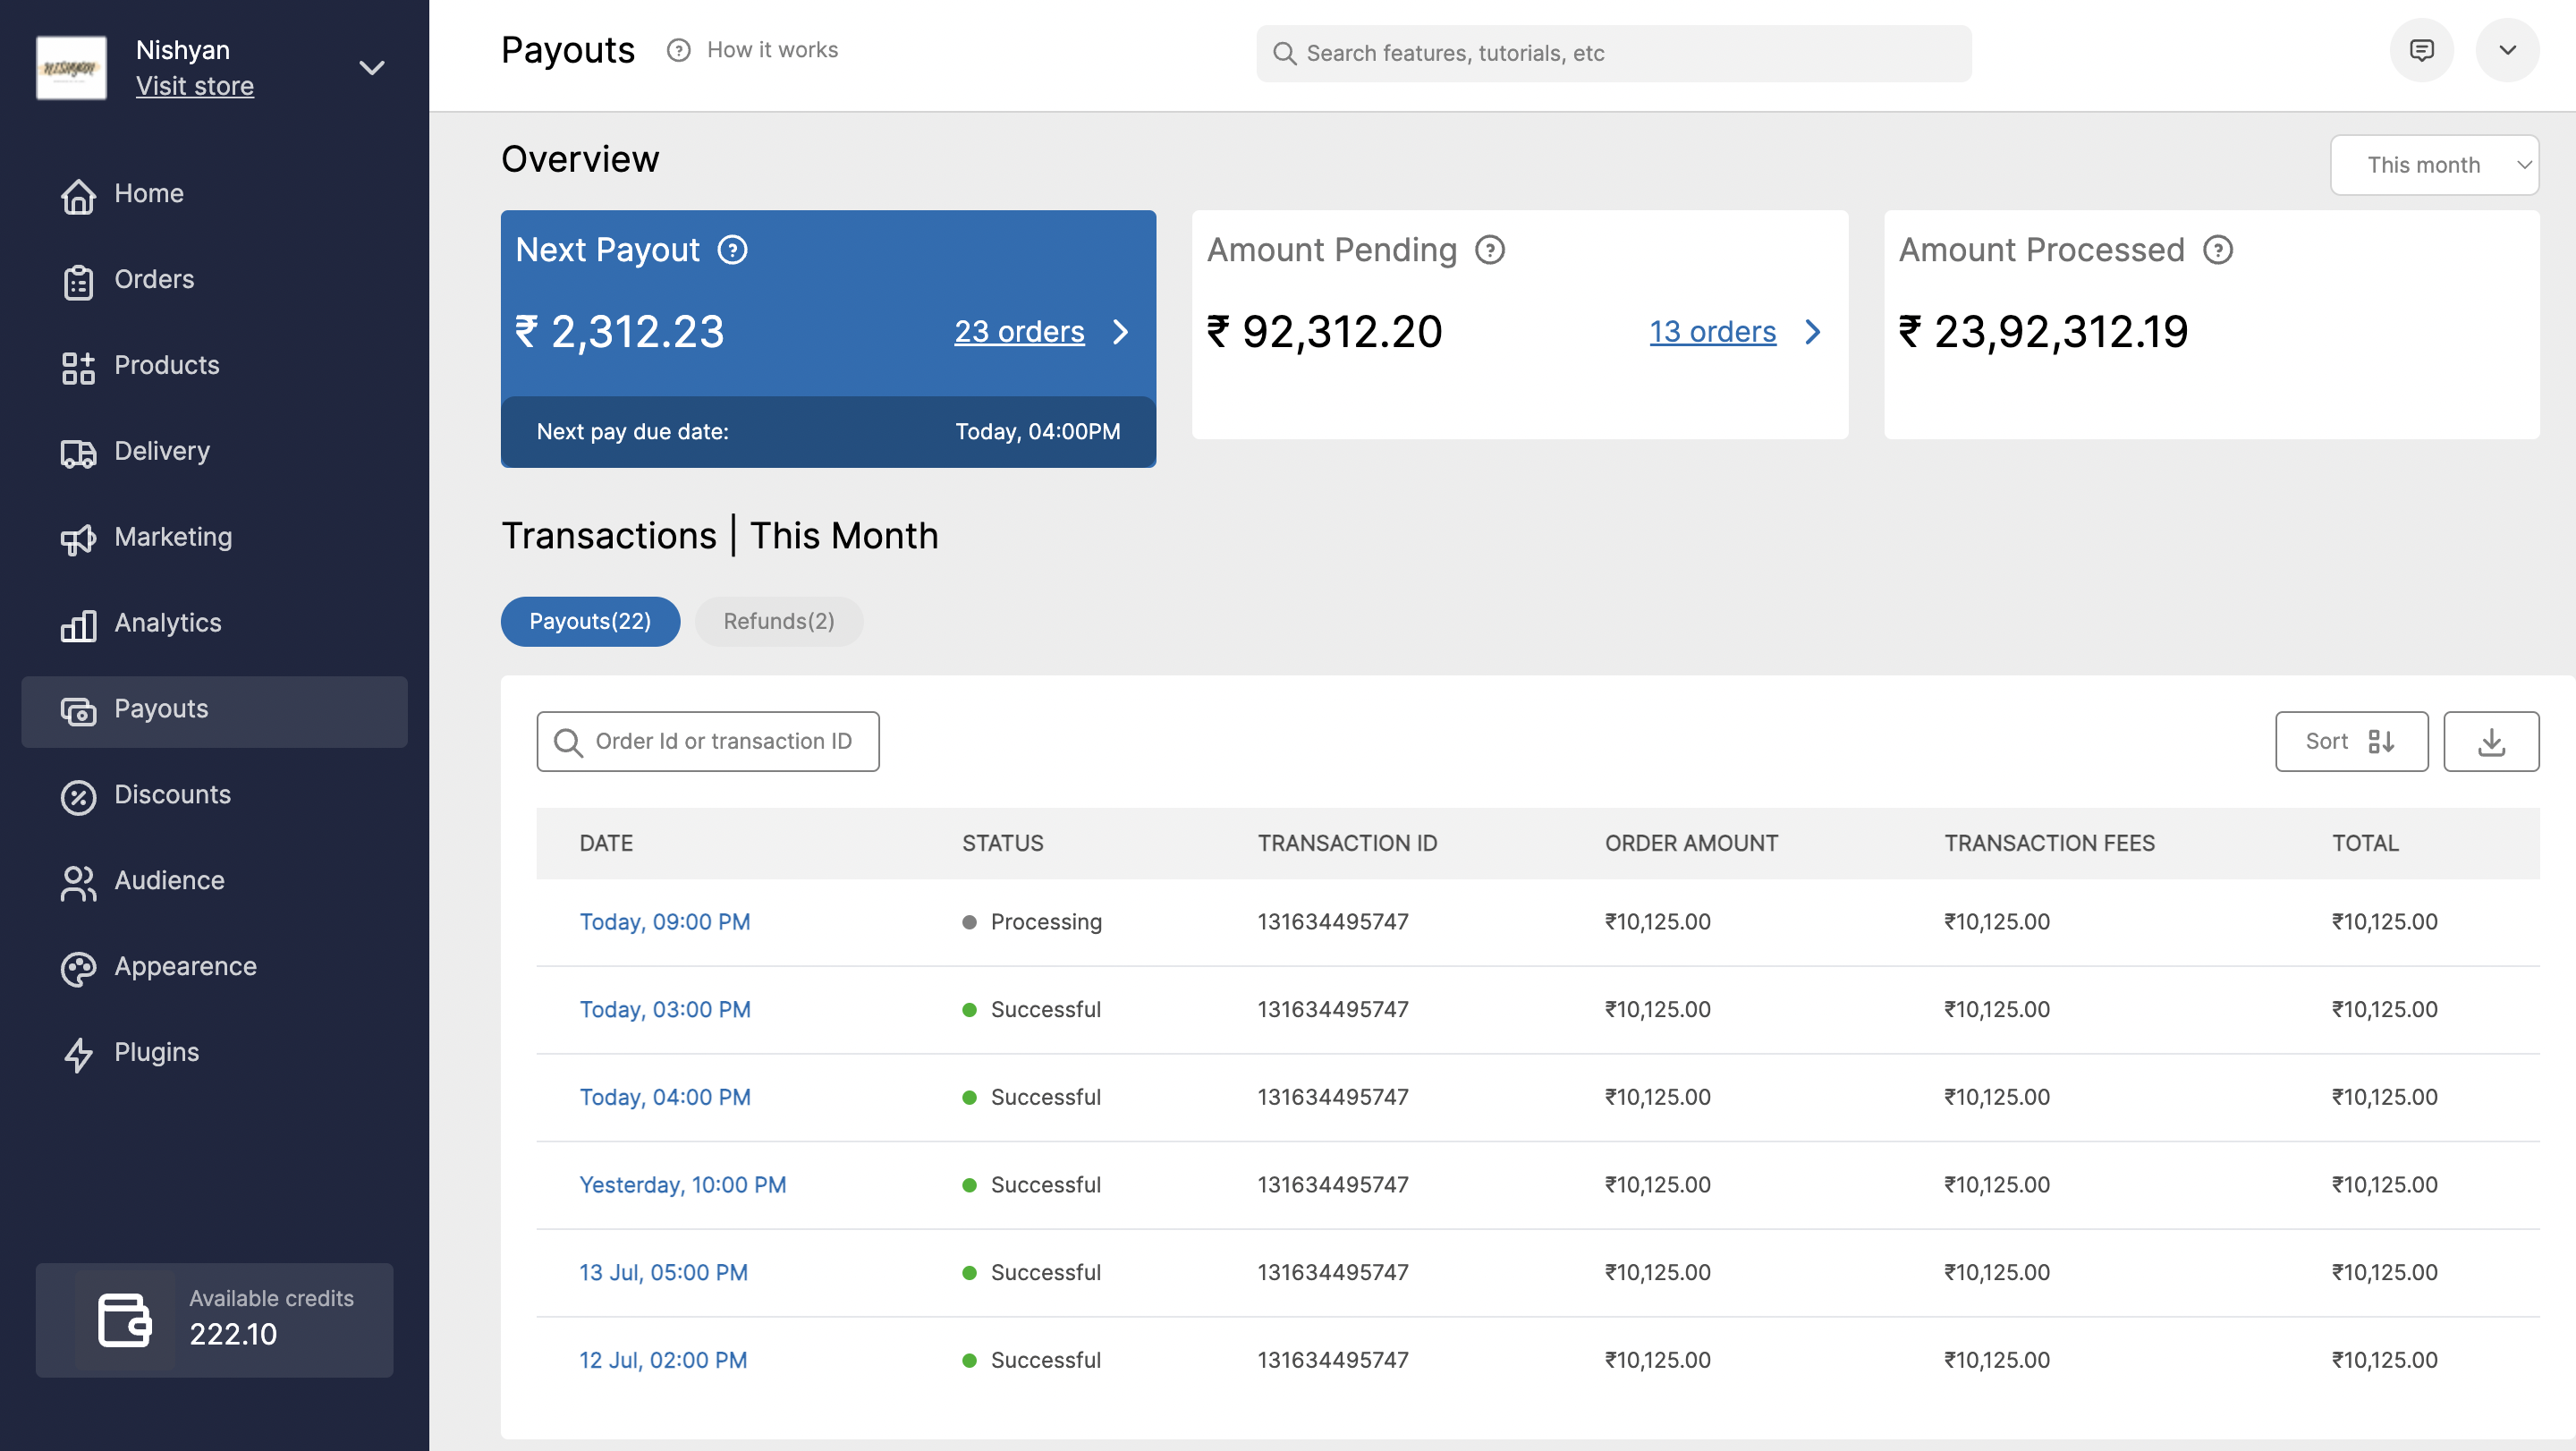 Nishyan
Visit store
Home
Orders
Products
Delivery
Marketing
Analytics
Payouts
Discounts
Audience
Appearence
Plugins
Available credits
222.10
Payouts
How it works
Search features, tutorials, etc
Overview
This month
Next Payout
₹ 2,312.23
23 orders
Next pay due date:
Today, 04:00PM
Amount Pending
₹ 92,312.20
13 orders
Amount Processed
₹ 23,92,312.19
Transactions | This Month
Payouts(22)
Refunds(2)
Order Id or transaction ID
Sort
DATE STATUS TRANSACTION ID ORDER AMOUNT TRANSACTION FEES TOTAL
Today, 09:00 PM Processing 131634495747 ₹10,125.00 ₹10,125.00 ₹10,125.00
Today, 03:00 PM Successful 131634495747 ₹10,125.00 ₹10,125.00 ₹10,125.00
Today, 04:00 PM Successful 131634495747 ₹10,125.00 ₹10,125.00 ₹10,125.00
Yesterday, 10:00 PM Successful 131634495747 ₹10,125.00 ₹10,125.00 ₹10,125.00
13 Jul, 05:00 PM Successful 131634495747 ₹10,125.00 ₹10,125.00 ₹10,125.00
12 Jul, 02:00 PM Successful 131634495747 ₹10,125.00 ₹10,125.00 ₹10,125.00